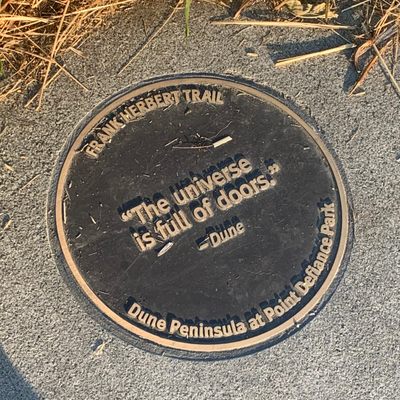 FRANK HERBERT TRAIL
“The universe
is full of doors.”
-Dune
Dune Peninsula at Point Defiance Park